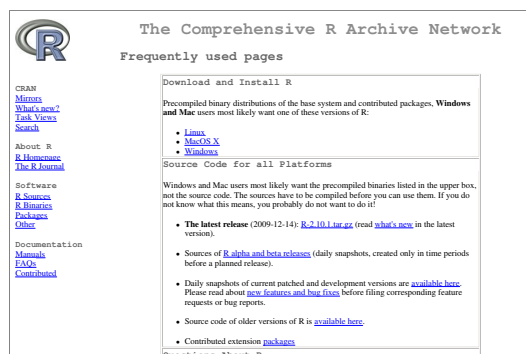 The Comprehensive R Archive Network
Frequently used pages
CRAN
Mirrors
What's new?
Task Views
Search
About R
R Homepage
The R Journal
Software
R Sources
R Binaries
Packages
Other
Documentation
Manuals
FAQs
Contributed
Download and Install R
Precompiled binary distributions of the base system and contributed packages, Windows
and Mac users most likely want one of these versions of R:
Linux
MacOS X
Windows
Source Code for all Platforms
Windows and Mac users most likely want the precompiled binaries listed in the upper box,
not the source code. The sources have to be compiled before you can use them. If you do
not know what this means, you probably do not want to do it!
The latest release (2009-12-14): R-2.10.1.tar.gz (read what's new in the latest
version).
Sources of R alpha and beta releases (daily snapshots, created only in time periods
before a planned release).
Daily snapshots of current patched and development versions are available here.
Please read about new features and bug fixes before filing corresponding feature
requests or bug reports.
Source code of older versions of R is available here.
Contributed extension packages
Questions About R